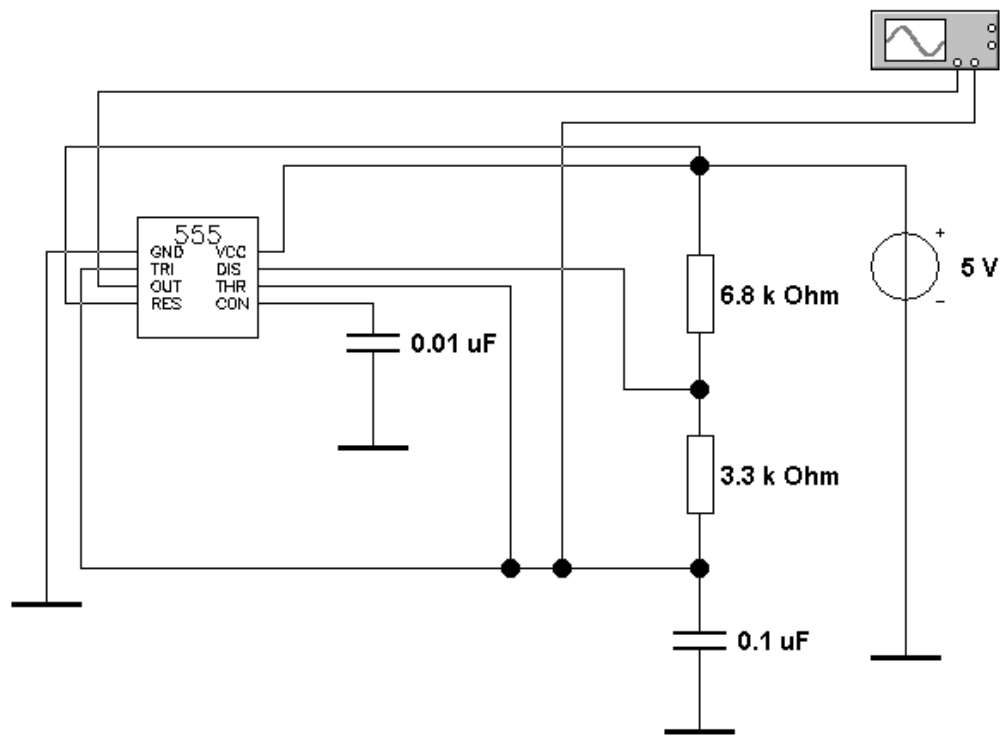 555
GND VCC
TRI DIS
OUT THR
RES CON
0.01 uF
6.8 k Ohm
+
5 V
−
3.3 k Ohm
0.1 uF